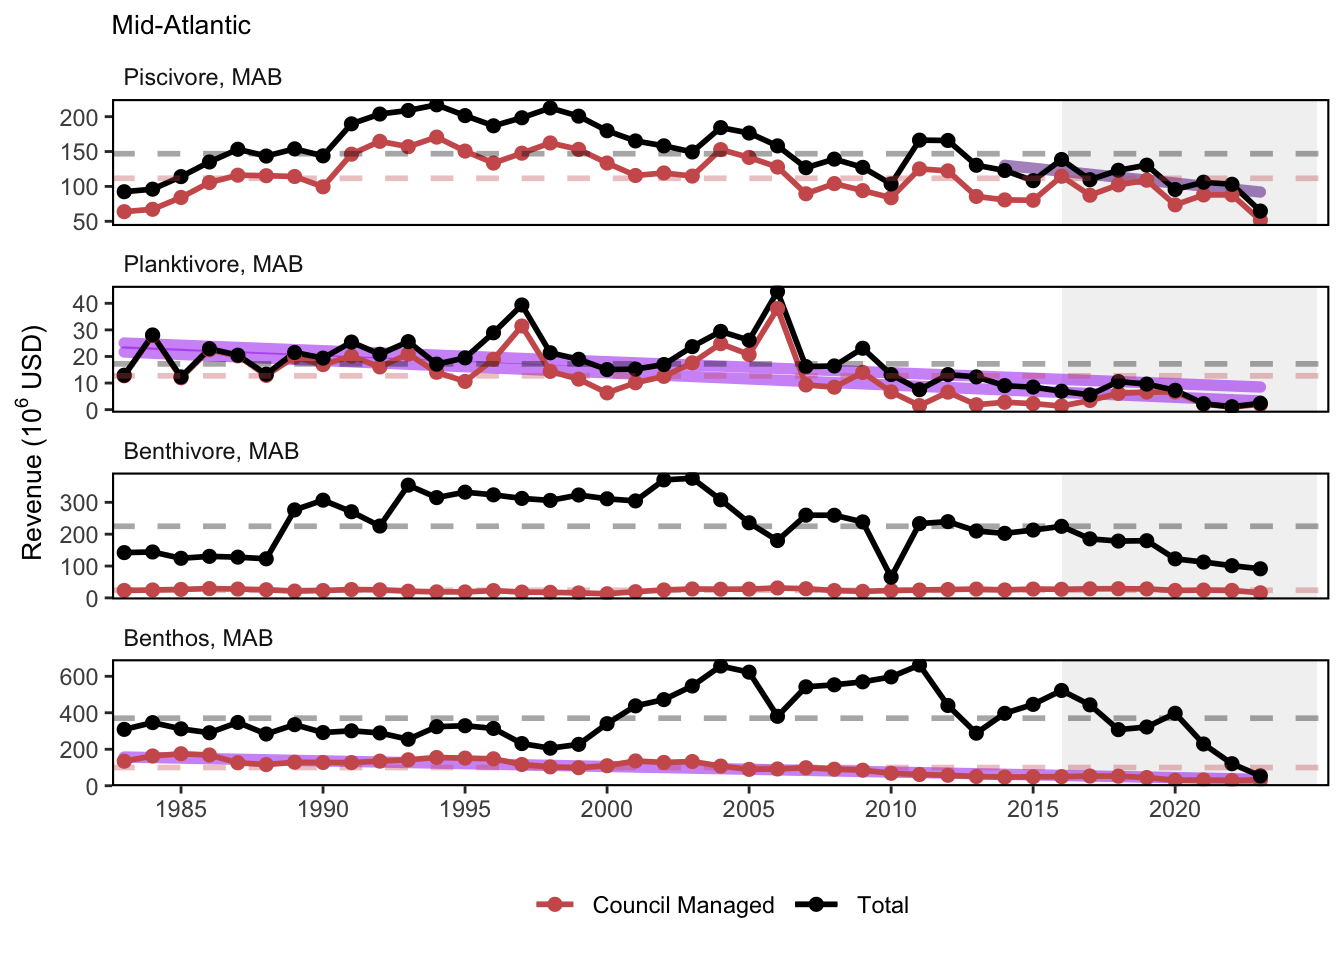 Mid-Atlantic
Piscivore, MAB
200
150
100
50
Planktivore, MAB
40
30
20
10
0
Revenue (10⁶ USD)
Benthivore, MAB
300
200
100
0
Benthos, MAB
600
400
200
0
1985 1990 1995 2000 2005 2010 2015 2020
Council Managed Total